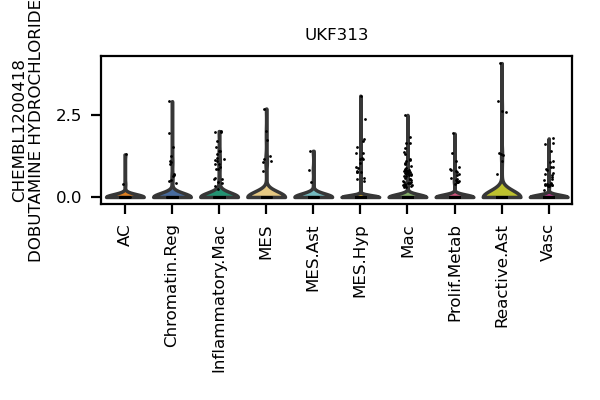 UKF313
CHEMBL1200418
DOBUTAMINE HYDROCHLORIDE
2.5
0.0
AC
Chromatin.Reg
Inflammatory.Mac
MES
MES.Ast
MES.Hyp
Mac
Prolif.Metab
Reactive.Ast
Vasc